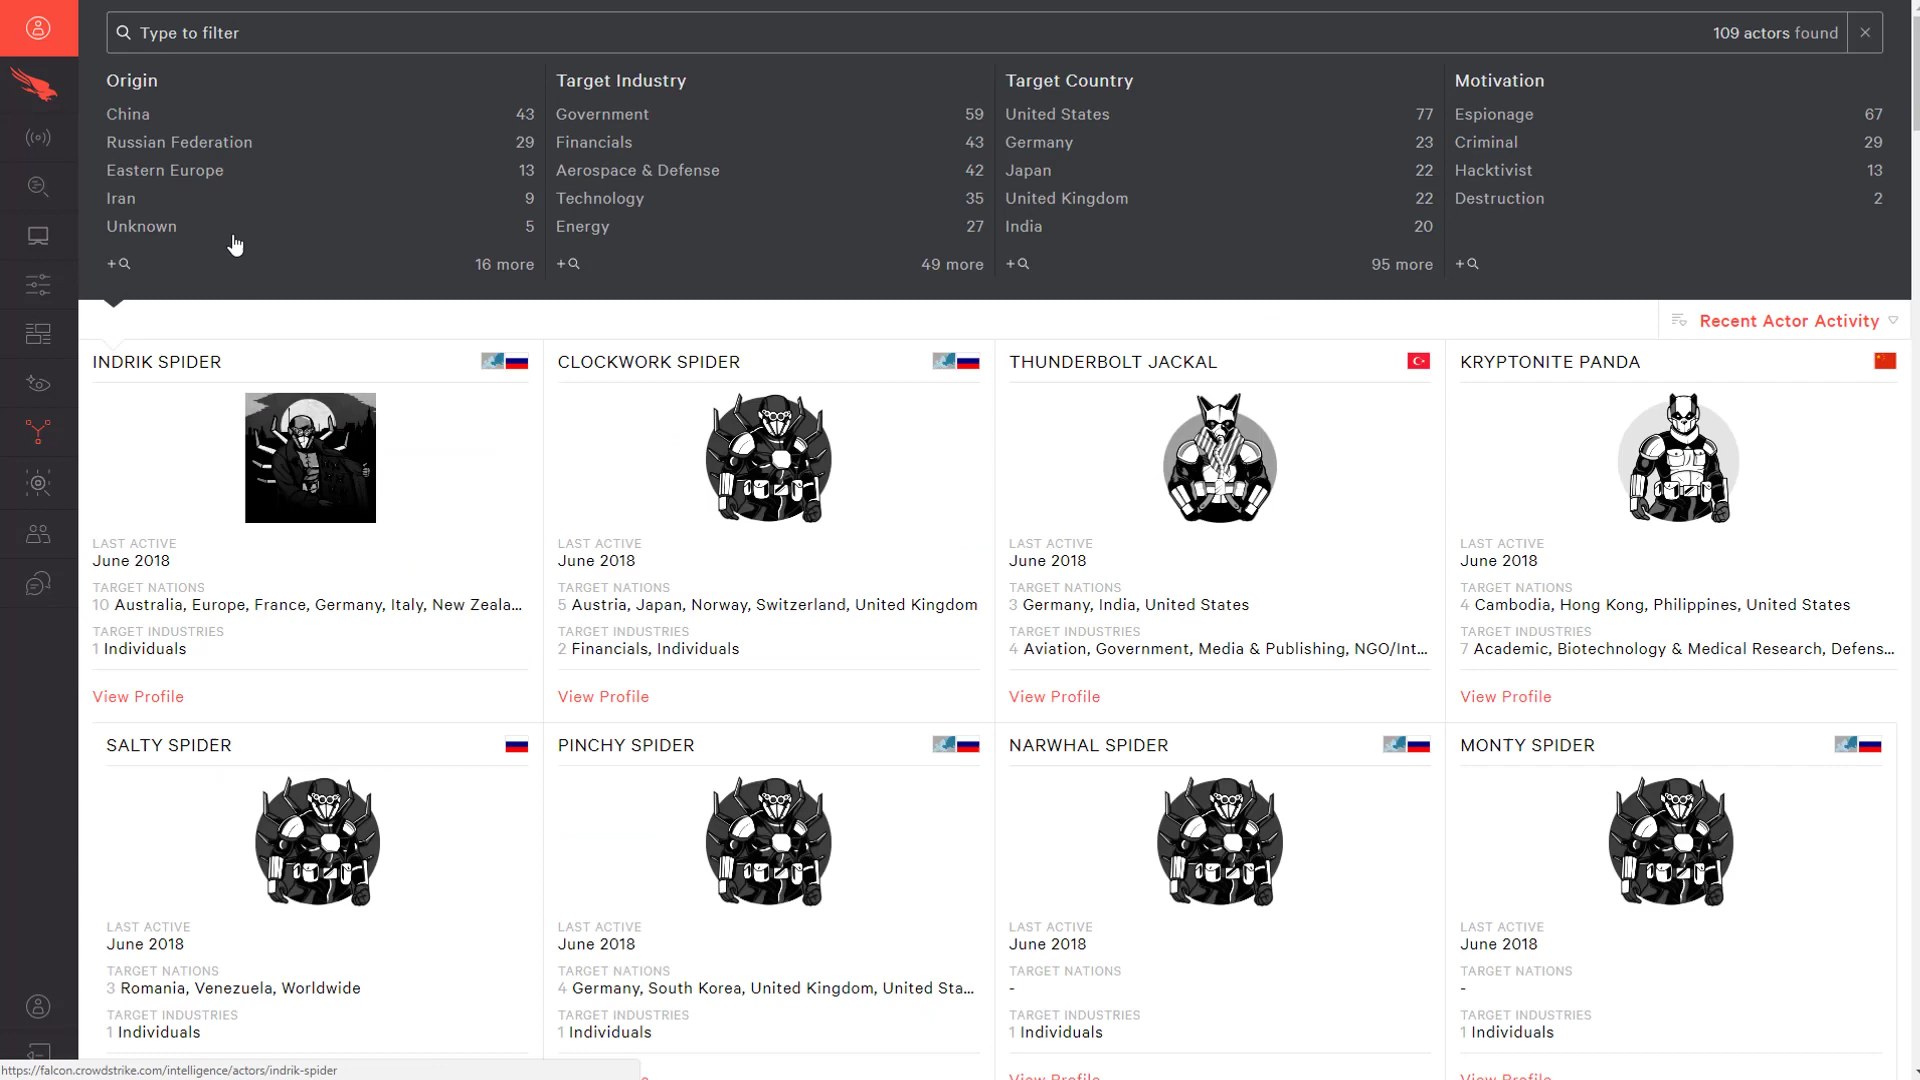 Type to filter
109 actors found
Origin
China 43
Russian Federation 29
Eastern Europe 13
Iran 9
Unknown 5
16 more
Target Industry
Government 59
Financials 43
Aerospace & Defense 42
Technology 35
Energy 27
49 more
Target Country
United States 77
Germany 23
Japan 22
United Kingdom 22
India 20
95 more
Motivation
Espionage 67
Criminal 29
Hacktivist 13
Destruction 2
Recent Actor Activity
INDRIK SPIDER
LAST ACTIVE
June 2018
TARGET NATIONS
10 Australia, Europe, France, Germany, Italy, New Zeala...
TARGET INDUSTRIES
1 Individuals
View Profile
CLOCKWORK SPIDER
LAST ACTIVE
June 2018
TARGET NATIONS
5 Austria, Japan, Norway, Switzerland, United Kingdom
TARGET INDUSTRIES
2 Financials, Individuals
View Profile
THUNDERBOLT JACKAL
LAST ACTIVE
June 2018
TARGET NATIONS
3 Germany, India, United States
TARGET INDUSTRIES
4 Aviation, Government, Media & Publishing, NGO/Int...
View Profile
KRYPTONITE PANDA
LAST ACTIVE
June 2018
TARGET NATIONS
4 Cambodia, Hong Kong, Philippines, United States
TARGET INDUSTRIES
7 Academic, Biotechnology & Medical Research, Defens...
View Profile
SALTY SPIDER
LAST ACTIVE
June 2018
TARGET NATIONS
3 Romania, Venezuela, Worldwide
TARGET INDUSTRIES
1 Individuals
PINCHY SPIDER
LAST ACTIVE
June 2018
TARGET NATIONS
4 Germany, South Korea, United Kingdom, United Sta...
TARGET INDUSTRIES
1 Individuals
NARWHAL SPIDER
LAST ACTIVE
June 2018
TARGET NATIONS
-
TARGET INDUSTRIES
1 Individuals
View Profile
MONTY SPIDER
LAST ACTIVE
June 2018
TARGET NATIONS
-
TARGET INDUSTRIES
1 Individuals
View Profile
https://falcon.crowdstrike.com/intelligence/actors/indrik-spider